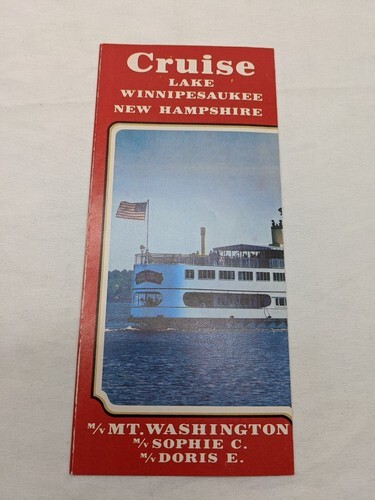 Cruise
LAKE
WINNIPESAUKEE
NEW HAMPSHIRE
M/V MT. WASHINGTON
M/V SOPHIE C.
M/V DORIS E.